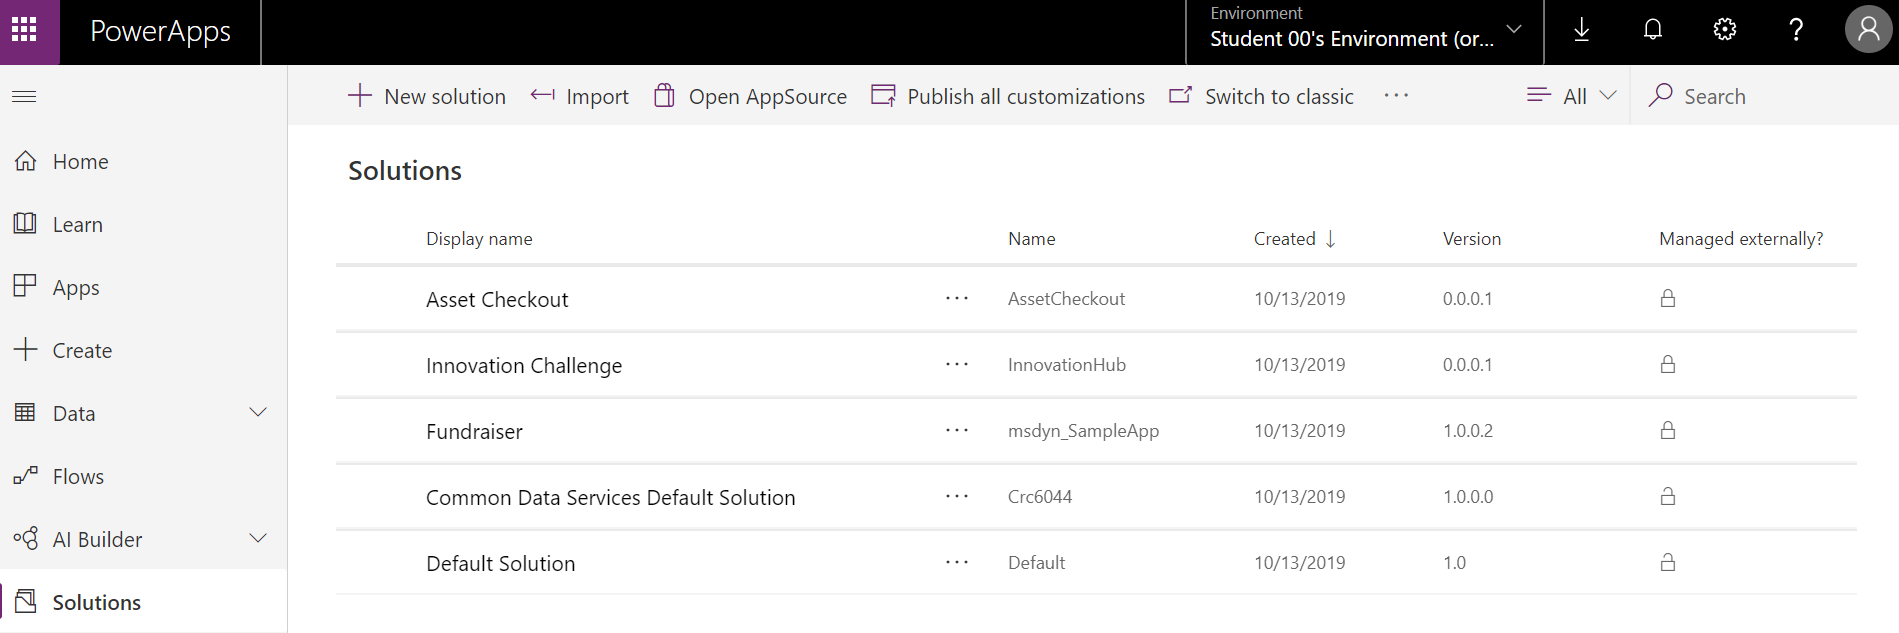 PowerApps
Environment
Student 00's Environment (or...
?
New solution
Import
Open AppSource
Publish all customizations
Switch to classic
...
All
Search
Home
Learn
Apps
Create
Data
Flows
AI Builder
Solutions
Solutions
Display name Name Created Version Managed externally?
Asset Checkout ... AssetCheckout 10/13/2019 0.0.0.1
Innovation Challenge ... InnovationHub 10/13/2019 0.0.0.1
Fundraiser ... msdyn_SampleApp 10/13/2019 1.0.0.2
Common Data Services Default Solution ... Crc6044 10/13/2019 1.0.0.0
Default Solution ... Default 10/13/2019 1.0